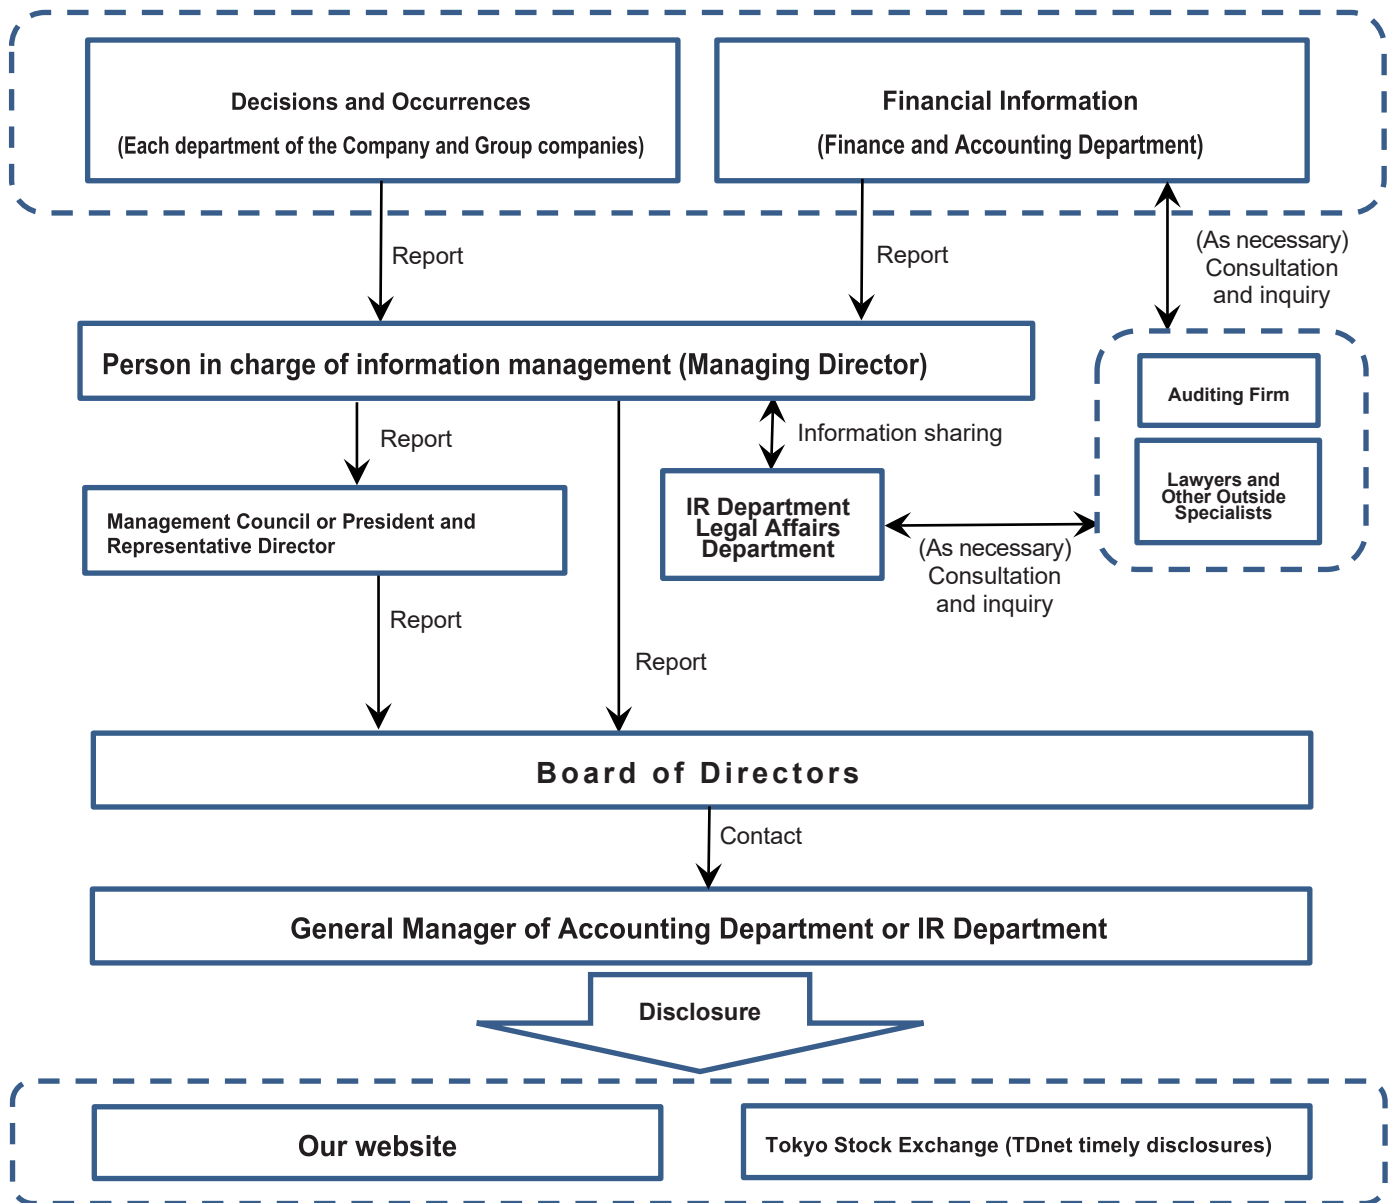 Decisions and Occurrences
(Each department of the Company and Group companies)
Financial Information
(Finance and Accounting Department)
Report
Report
(As necessary)
Consultation
and inquiry
Person in charge of information management (Managing Director)
Auditing Firm
Lawyers and
Other Outside
Specialists
Report
Information sharing
Management Council or President and
Representative Director
IR Department
Legal Affairs
Department
(As necessary)
Consultation
and inquiry
Report
Report
Board of Directors
Contact
General Manager of Accounting Department or IR Department
Disclosure
Our website
Tokyo Stock Exchange (TDnet timely disclosures)